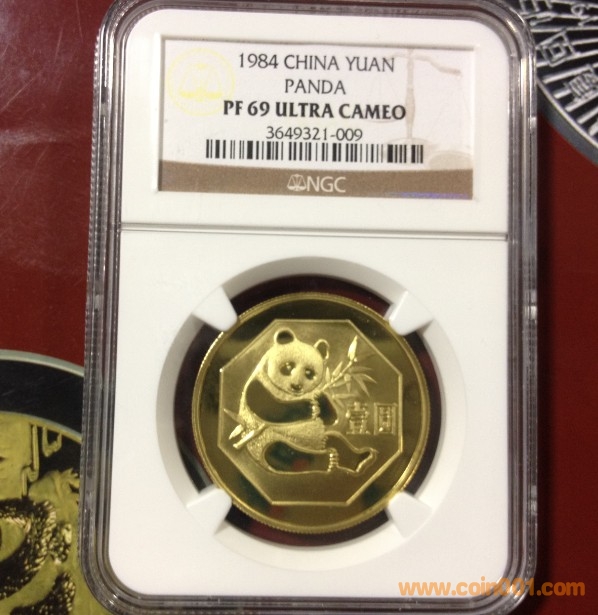 1984 CHINA YUAN
PANDA
PF 69 ULTRA CAMEO
3649321-009
NGC
壹圆
www.coin001.com